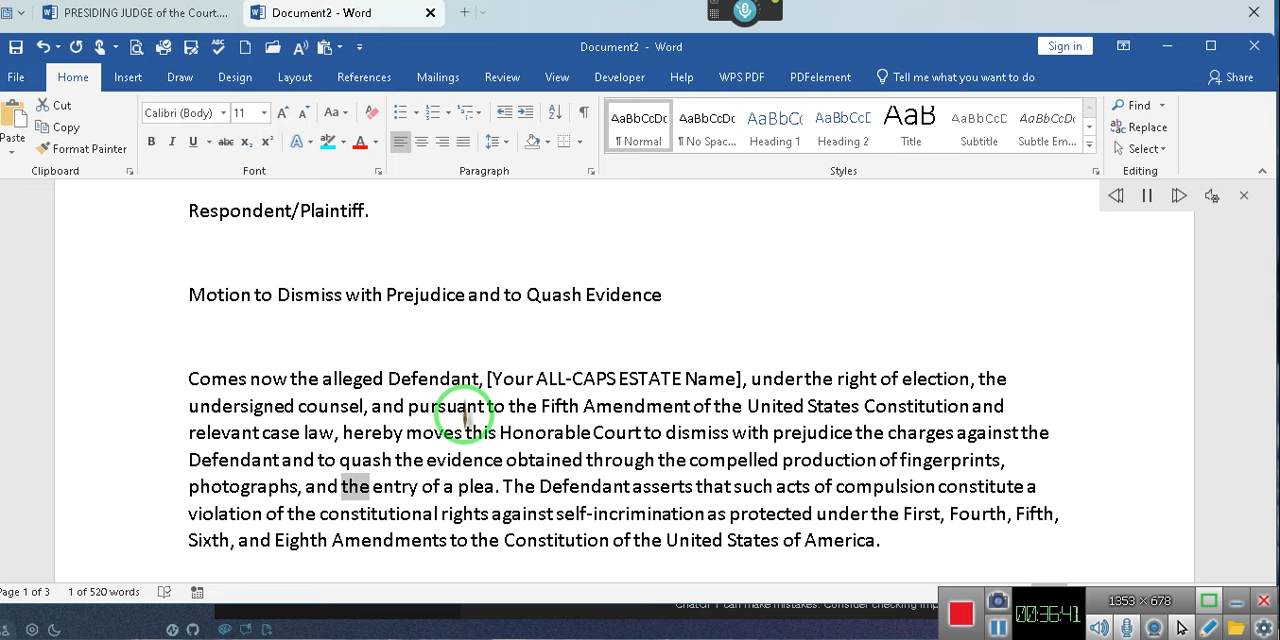 PRESIDING JUDGE of the Court....
Document2 - Word
Document2 - Word
Sign in
File
Home
Insert
Draw
Design
Layout
References
Mailings
Review
View
Developer
Help
WPS PDF
PDFelement
Tell me what you want to do
Share
Paste
Cut
Copy
Format Painter
Clipboard
Calibri (Body)
11
Font
Paragraph
AaBbCcDc
¶ Normal
AaBbCcDc
¶ No Spac...
AaBbCc
Heading 1
AaBbCcD
Heading 2
AaB
Title
AaBbCcD
Subtitle
AaBbCcDc
Subtle Em...
Styles
Find
Replace
Select
Editing
Respondent/Plaintiff.
Motion to Dismiss with Prejudice and to Quash Evidence
Comes now the alleged Defendant, [Your ALL-CAPS ESTATE Name], under the right of election, the
undersigned counsel, and pursuant to the Fifth Amendment of the United States Constitution and
relevant case law, hereby moves this Honorable Court to dismiss with prejudice the charges against the
Defendant and to quash the evidence obtained through the compelled production of fingerprints,
photographs, and the entry of a plea. The Defendant asserts that such acts of compulsion constitute a
violation of the constitutional rights against self-incrimination as protected under the First, Fourth, Fifth,
Sixth, and Eighth Amendments to the Constitution of the United States of America.
Page 1 of 3
1 of 520 words
ChatGPT can make mistakes. Consider checking imp
00:36:41
1353 × 678